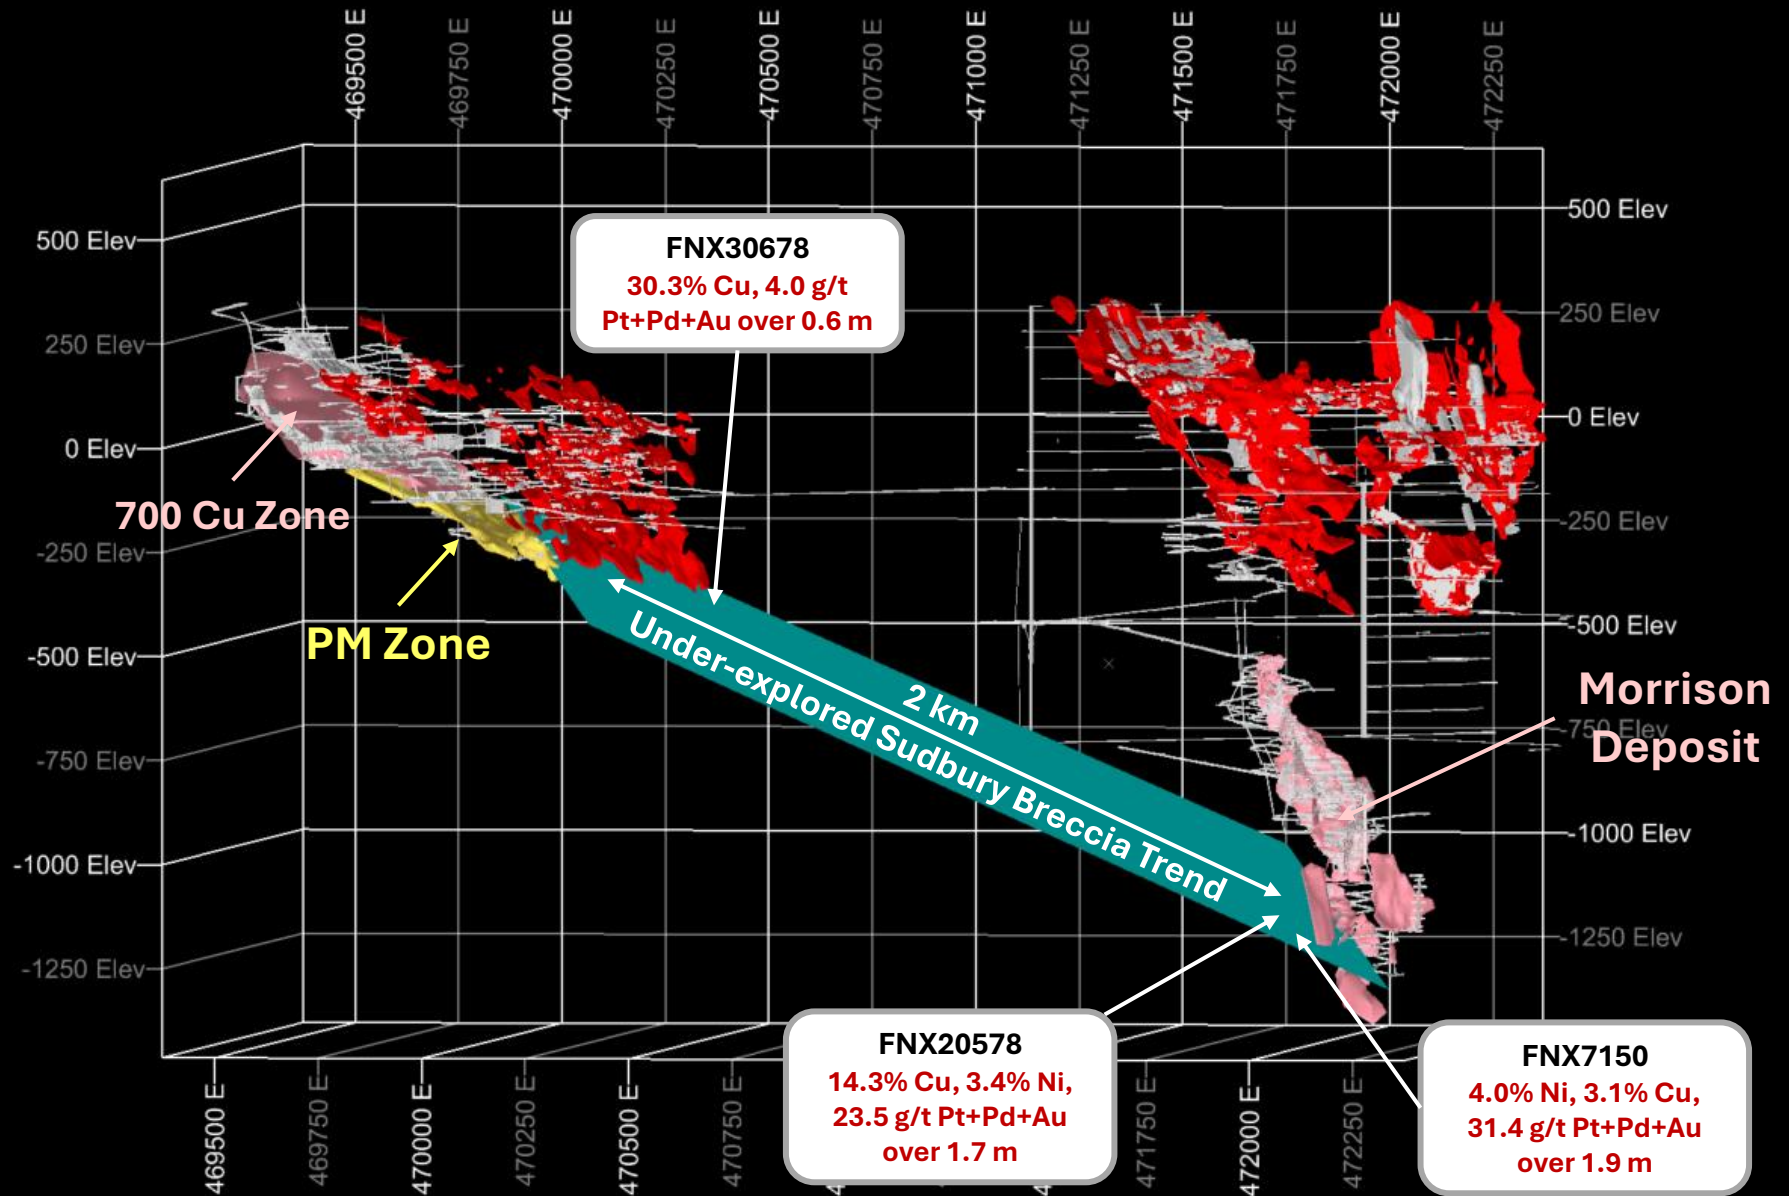 469500 E
469750 E
470000 E
470250 E
470500 E
470750 E
471000 E
471250 E
471500 E
471750 E
472000 E
472250 E
500 Elev
250 Elev
0 Elev
-250 Elev
-500 Elev
-750 Elev
-1000 Elev
-1250 Elev
500 Elev
250 Elev
0 Elev
-250 Elev
-500 Elev
-750 Elev
-1000 Elev
-1250 Elev
FNX30678
30.3% Cu, 4.0 g/t
Pt+Pd+Au over 0.6 m
700 Cu Zone
PM Zone
2 km
Under-explored Sudbury Breccia Trend
Morrison
Deposit
FNX20578
14.3% Cu, 3.4% Ni,
23.5 g/t Pt+Pd+Au
over 1.7 m
FNX7150
4.0% Ni, 3.1% Cu,
31.4 g/t Pt+Pd+Au
over 1.9 m
469500 E
469750 E
470000 E
470250 E
470500 E
470750 E
471750 E
472000 E
472250 E